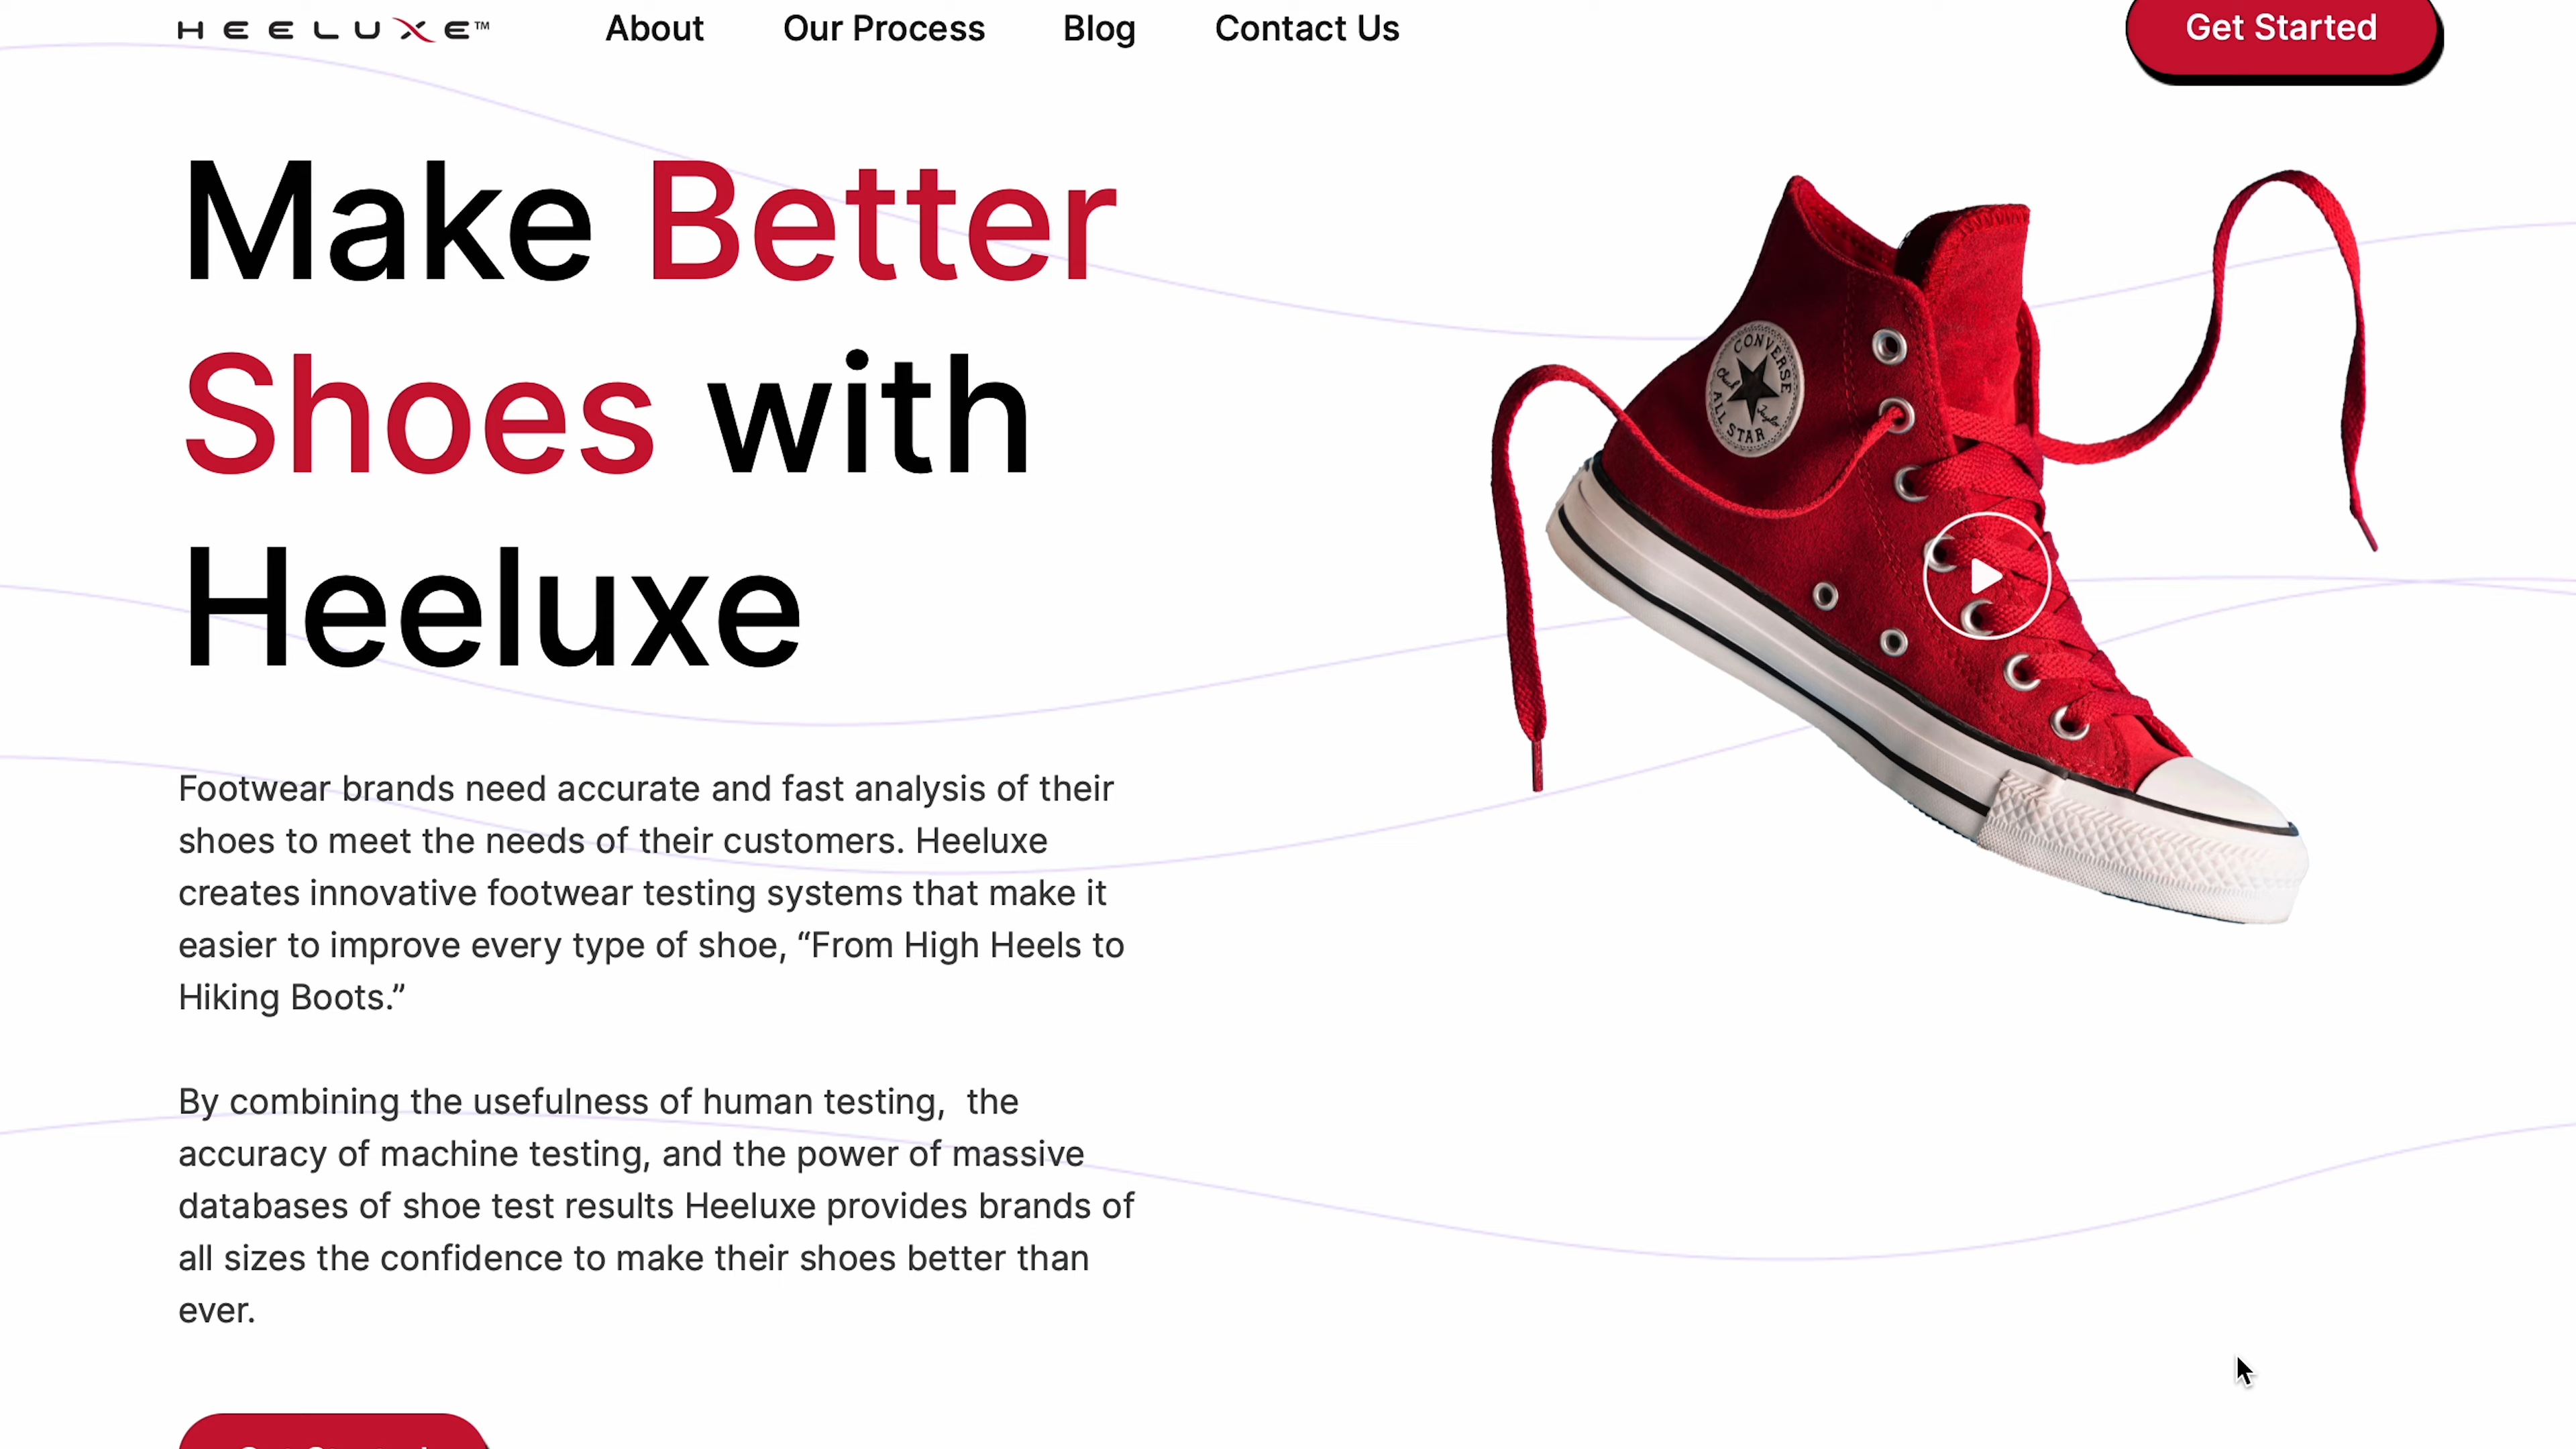 HEELUXE™
About
Our Process
Blog
Contact Us
Get Started
Make Better
Shoes with
Heeluxe
CONVERSE
Chuck Taylor
ALL STAR
Footwear brands need accurate and fast analysis of their
shoes to meet the needs of their customers. Heeluxe
creates innovative footwear testing systems that make it
easier to improve every type of shoe, “From High Heels to
Hiking Boots.”
By combining the usefulness of human testing,  the
accuracy of machine testing, and the power of massive
databases of shoe test results Heeluxe provides brands of
all sizes the confidence to make their shoes better than
ever.